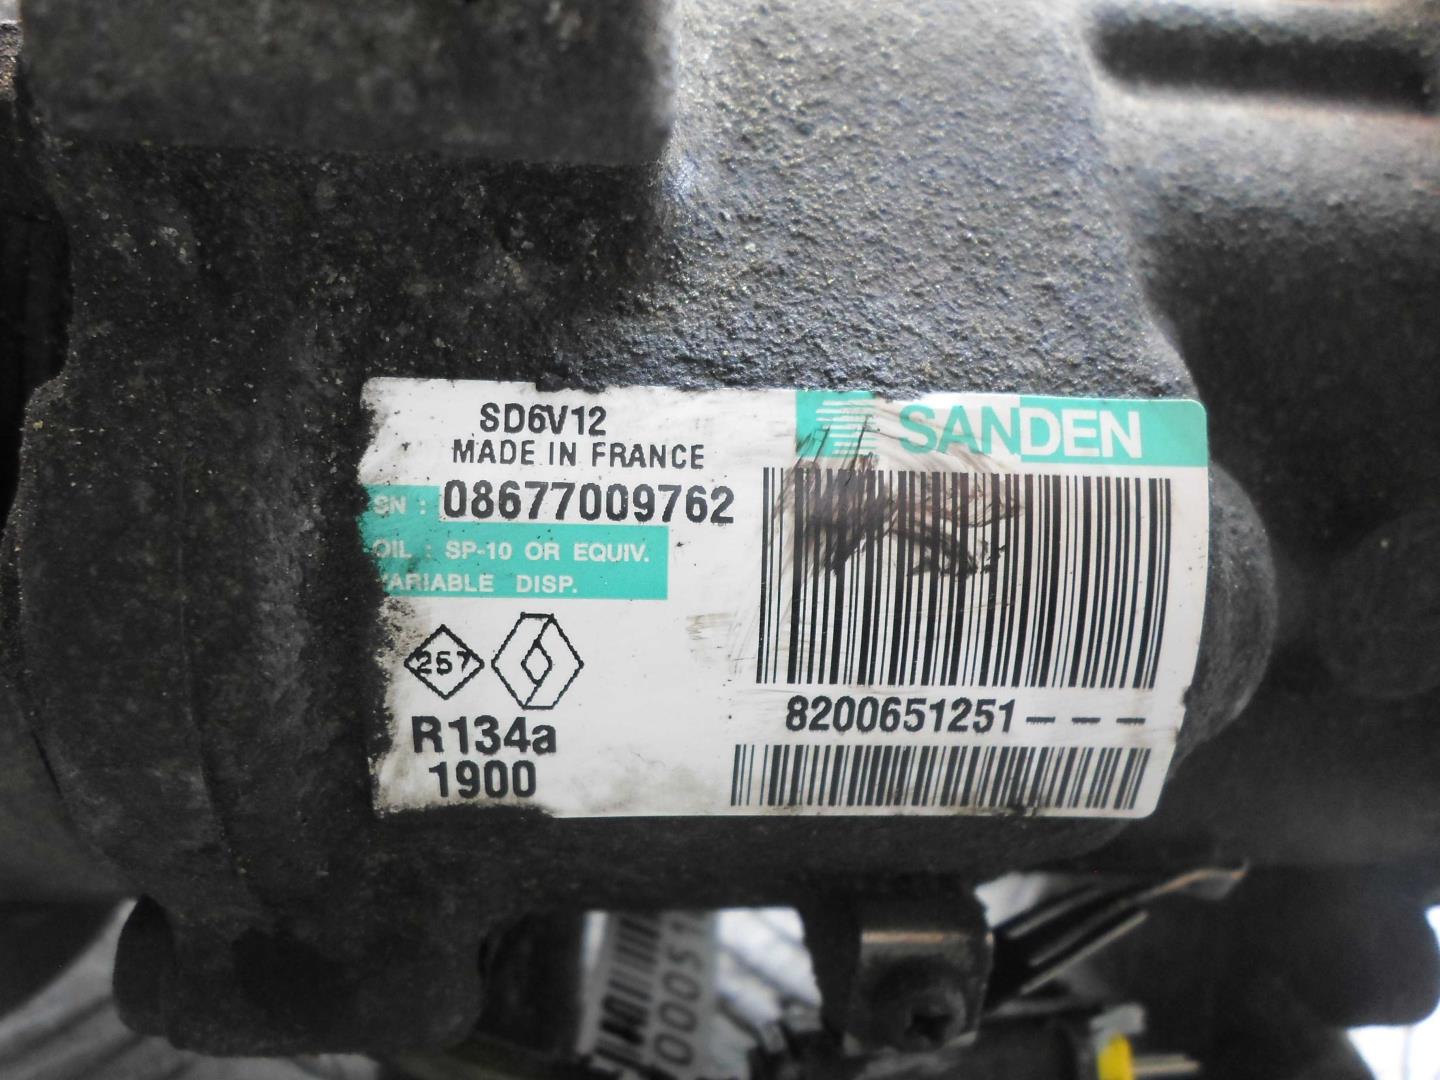 SD6V12
MADE IN FRANCE
SANDEN
SN : 08677009762
OIL : SP-10 OR EQUIV.
VARIABLE DISP.
257
R134a
1900
8200651251---